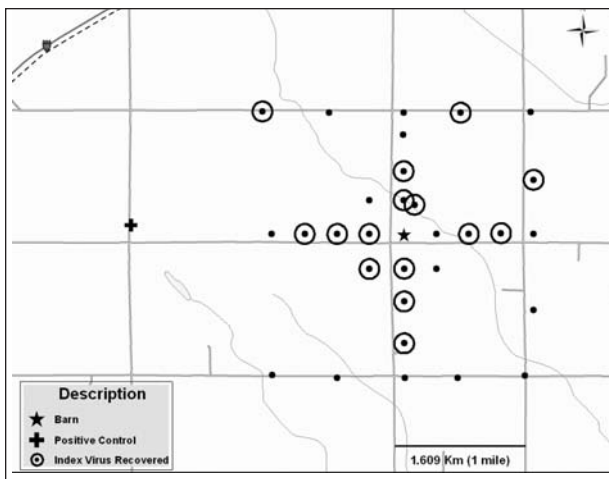 Description
Barn
Positive Control
Index Virus Recovered
1.609 Km (1 mile)